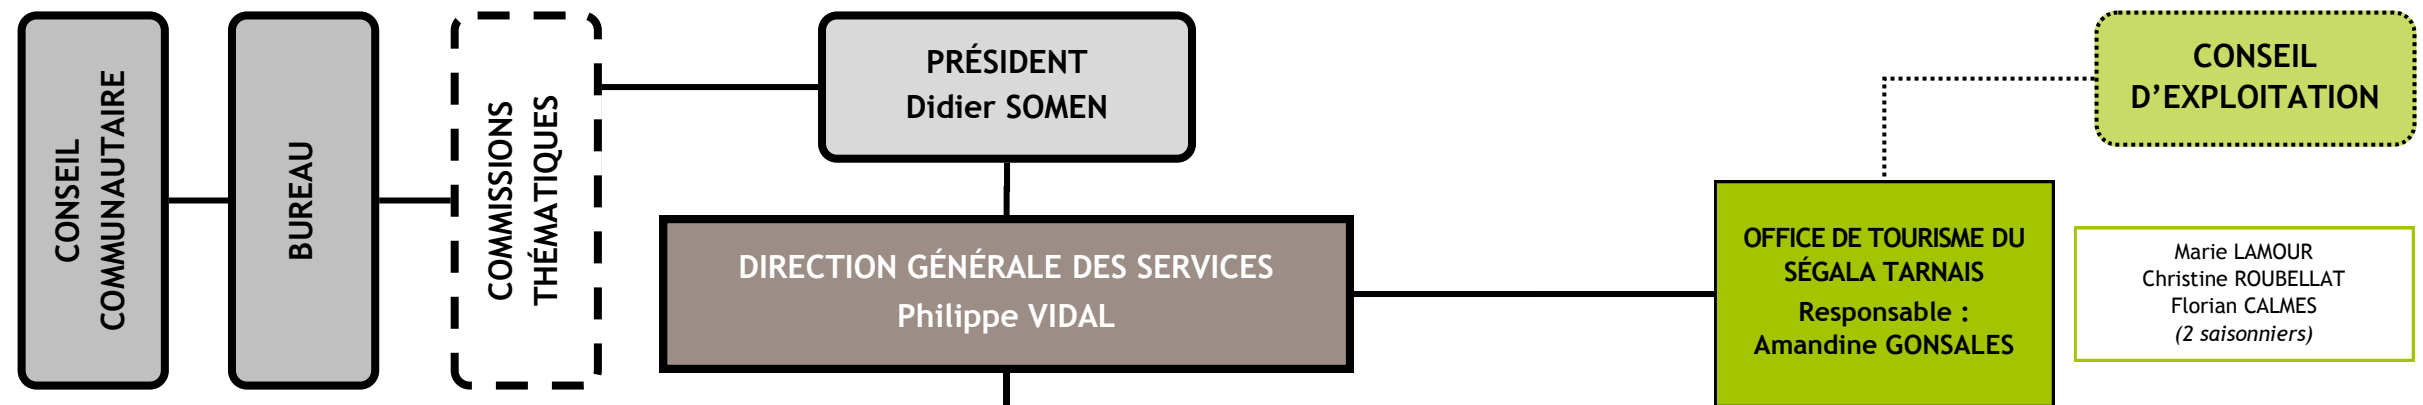 CONSEIL
COMMUNAUTAIRE
BUREAU
COMMISSIONS
THÉMATIQUES
PRÉSIDENT
Didier SOMEN
DIRECTION GÉNÉRALE DES SERVICES
Philippe VIDAL
CONSEIL
D’EXPLOITATION
OFFICE DE TOURISME DU
SÉGALA TARNAIS
Responsable :
Amandine GONSALES
Marie LAMOUR
Christine ROUBELLAT
Florian CALMES
(2 saisonniers)